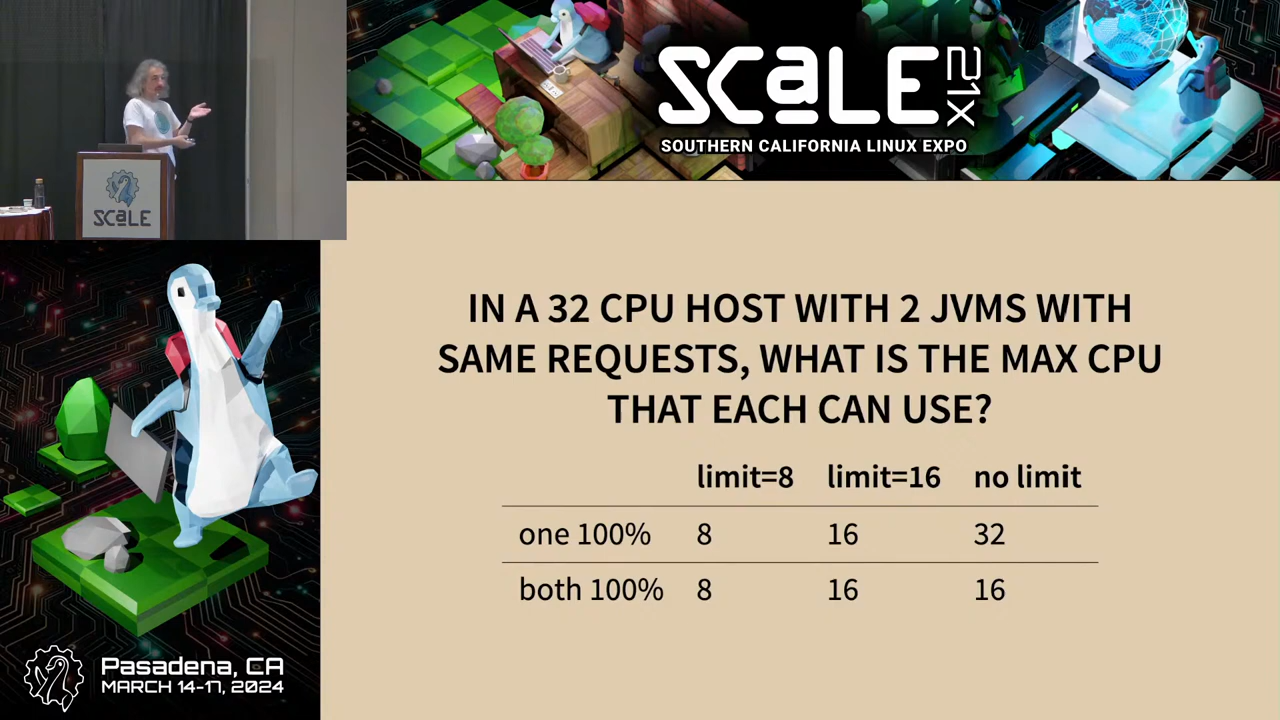 SCaLE 21X
SOUTHERN CALIFORNIA LINUX EXPO
SCaLE
IN A 32 CPU HOST WITH 2 JVMS WITH
SAME REQUESTS, WHAT IS THE MAX CPU
THAT EACH CAN USE?
limit=8 limit=16 no limit
one 100% 8 16 32
both 100% 8 16 16
Pasadena, CA
MARCH 14-17, 2024